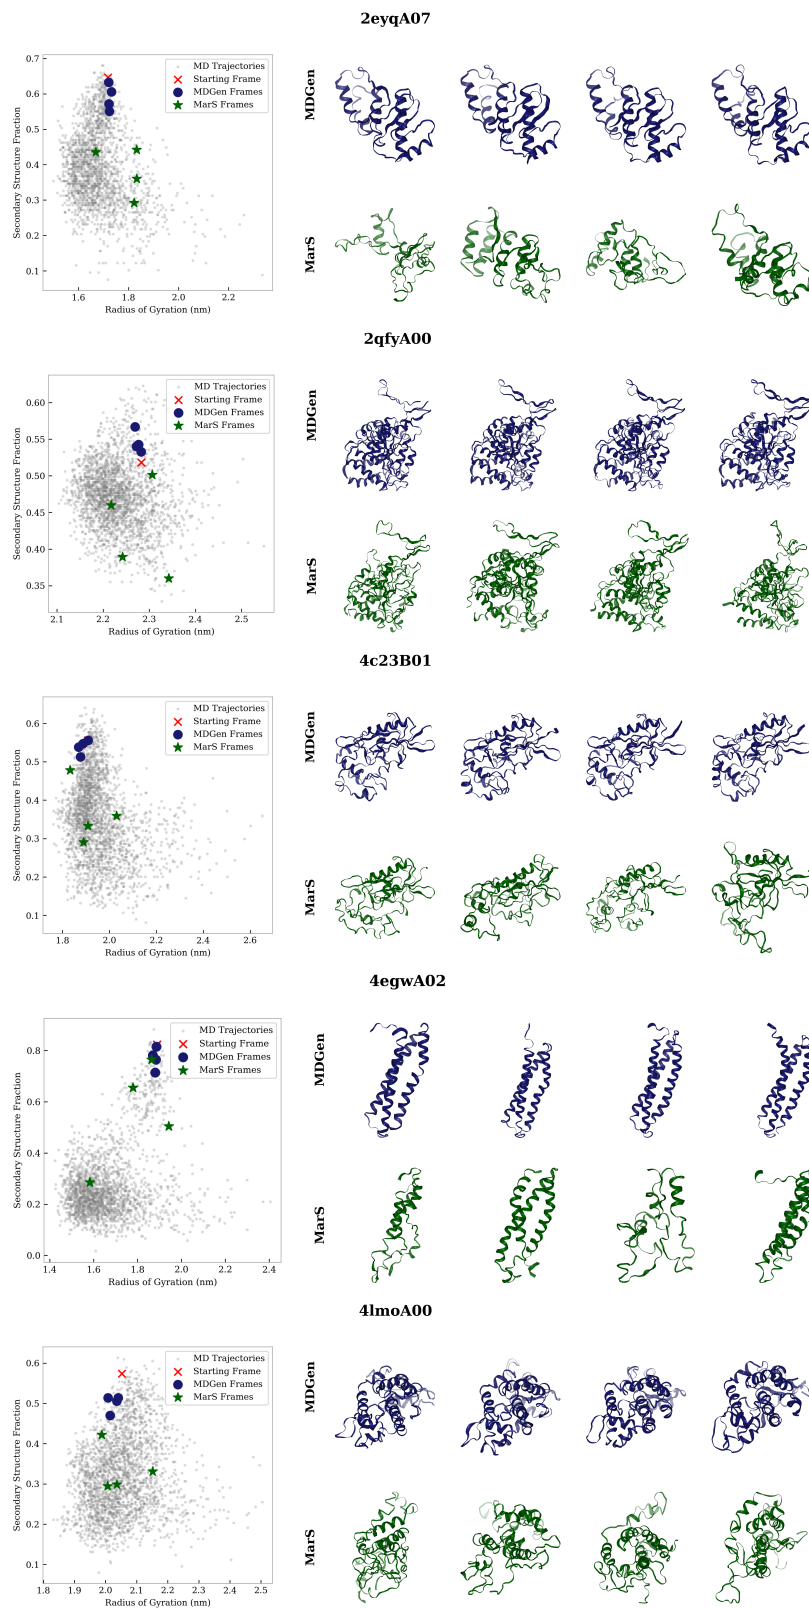 2eyqA07
0.7
0.6
0.5
0.4
0.3
0.2
0.1
Secondary Structure Fraction
MD Trajectories
Starting Frame
MDGen Frames
MarS Frames
1.6 1.8 2.0 2.2
Radius of Gyration (nm)
MDGen
MarS
2qfyA00
0.60
0.55
0.50
0.45
0.40
0.35
Secondary Structure Fraction
MD Trajectories
Starting Frame
MDGen Frames
MarS Frames
2.1 2.2 2.3 2.4 2.5
Radius of Gyration (nm)
MDGen
MarS
4c23B01
0.6
0.5
0.4
0.3
0.2
0.1
Secondary Structure Fraction
MD Trajectories
Starting Frame
MDGen Frames
MarS Frames
1.8 2.0 2.2 2.4 2.6
Radius of Gyration (nm)
MDGen
MarS
4egwA02
0.8
0.6
0.4
0.2
0.0
Secondary Structure Fraction
MD Trajectories
Starting Frame
MDGen Frames
MarS Frames
1.4 1.6 1.8 2.0 2.2 2.4
Radius of Gyration (nm)
MDGen
MarS
4lmoA00
0.6
0.5
0.4
0.3
0.2
0.1
Secondary Structure Fraction
MD Trajectories
Starting Frame
MDGen Frames
MarS Frames
1.8 1.9 2.0 2.1 2.2 2.3 2.4 2.5
Radius of Gyration (nm)
MDGen
MarS